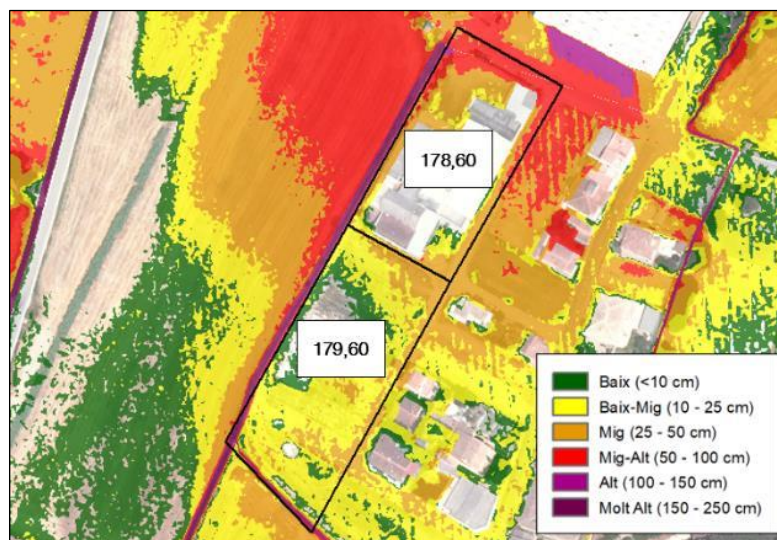 178,60
179,60
Baix (<10 cm)
Baix-Mig (10 - 25 cm)
Mig (25 - 50 cm)
Mig-Alt (50 - 100 cm)
Alt (100 - 150 cm)
Molt Alt (150 - 250 cm)